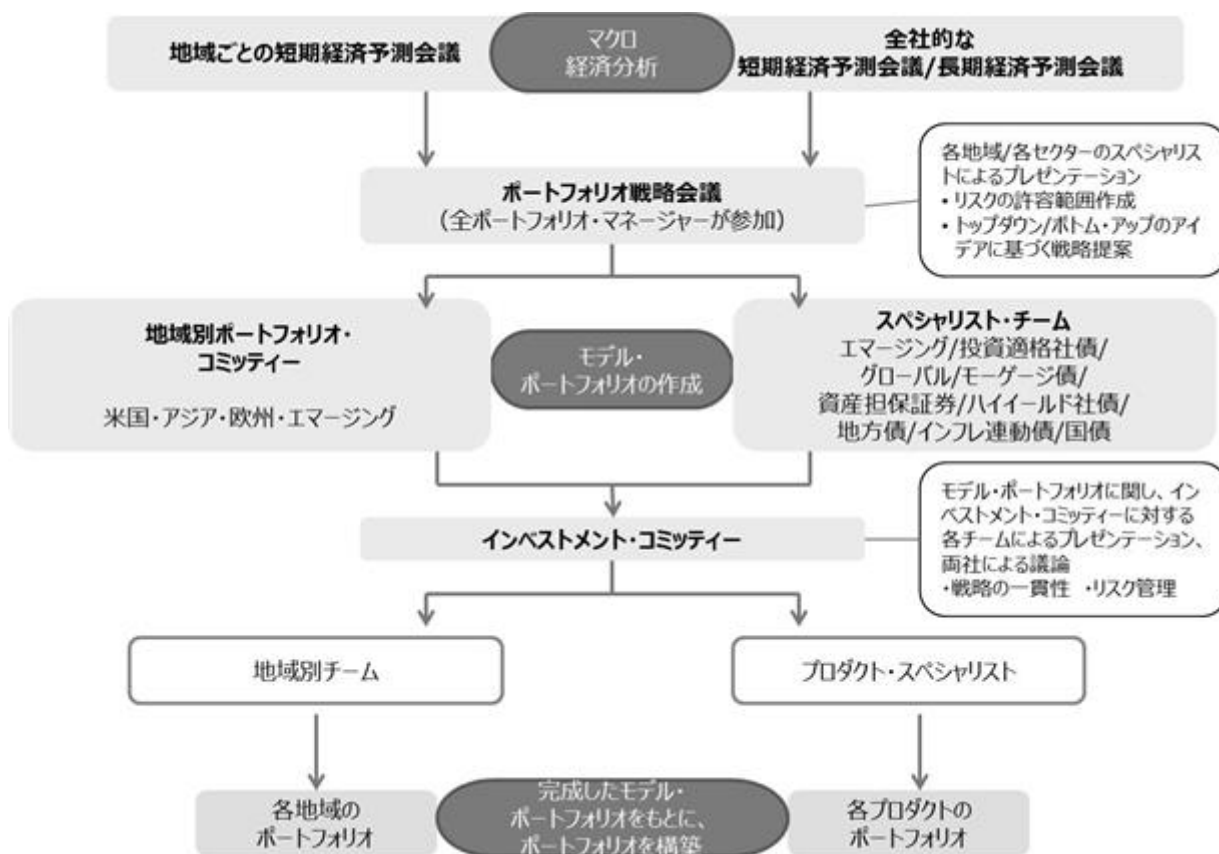 地域ごとの短期経済予測会議
マクロ
経済分析
全社的な
短期経済予測会議/長期経済予測会議
各地域/各セクターのスペシャリス
トによるプレゼンテーション
• リスクの許容範囲作成
• トップダウン/ボトム・アップのアイ
デアに基づく戦略提案
ポートフォリオ戦略会議
（全ポートフォリオ・マネージャーが参加）
地域別ポートフォリオ・
コミッティー
米国・アジア・欧州・エマージング
モデル・
ポートフォリオの作成
スペシャリスト・チーム
エマージング/投資適格社債/
グローバル/モーゲージ債/
資産担保証券/ハイイールド社債/
地方債/インフレ連動債/国債
モデル・ポートフォリオに関し、イン
ベストメント・コミッティーに対する
各チームによるプレゼンテーション、
両社による議論
・戦略の一貫性 ・リスク管理
インベストメント・コミッティー
地域別チーム
プロダクト・スペシャリスト
各地域の
ポートフォリオ
完成したモデル・
ポートフォリオをもとに、
ポートフォリオを構築
各プロダクトの
ポートフォリオ